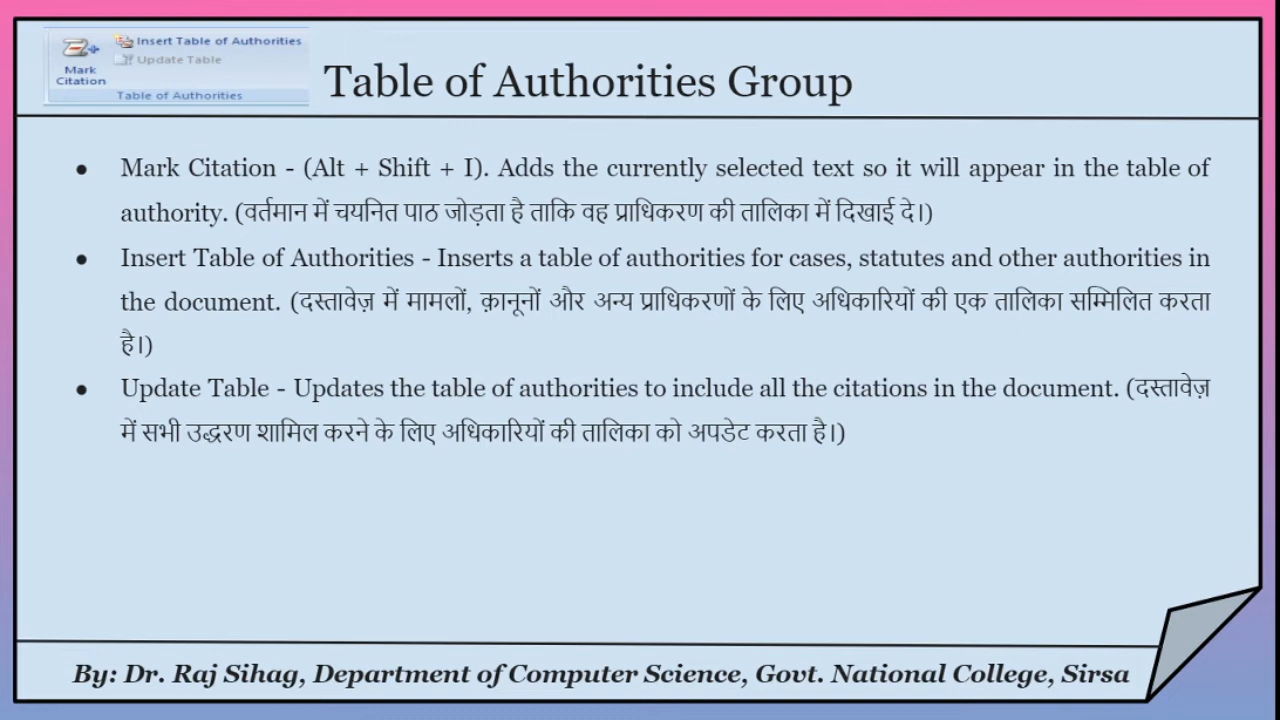 Insert Table of Authorities
Update Table
Mark
Citation
Table of Authorities
Table of Authorities Group
● Mark Citation - (Alt + Shift + I). Adds the currently selected text so it will appear in the table of
authority. (वर्तमान में चयनित पाठ जोड़ता है ताकि वह प्राधिकरण की तालिका में दिखाई दे।)
● Insert Table of Authorities - Inserts a table of authorities for cases, statutes and other authorities in
the document. (दस्तावेज़ में मामलों, क़ानूनों और अन्य प्राधिकरणों के लिए अधिकारियों की एक तालिका सम्मिलित करता
है।)
● Update Table - Updates the table of authorities to include all the citations in the document. (दस्तावेज़
में सभी उद्धरण शामिल करने के लिए अधिकारियों की तालिका को अपडेट करता है।)
By: Dr. Raj Sihag, Department of Computer Science, Govt. National College, Sirsa